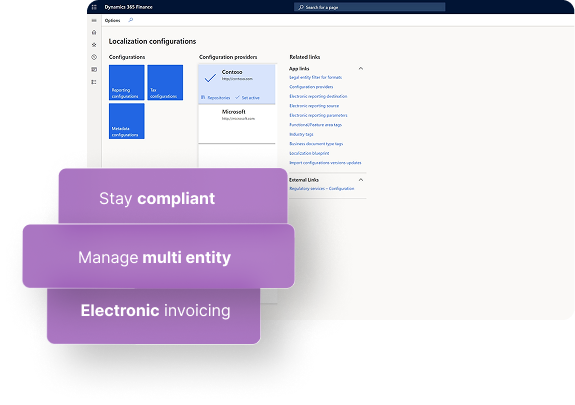 Dynamics 365 Finance
Search for a page
Options
Localization configurations
Configurations
Configuration providers
Related links
Reporting configurations
Tax configurations
Metadata configurations
Contoso
http://contoso.com
Repositories
Set active
Microsoft
http://microsoft.com
App links
Legal entity filter for formats
Configuration providers
Electronic reporting destination
Electronic reporting source
Electronic reporting parameters
Functional/Feature area tags
Industry tags
Business document type tags
Localization blueprint
Import configurations versions updates
External Links
Regulatory services – Configuration
Stay compliant
Manage multi entity
Electronic invoicing